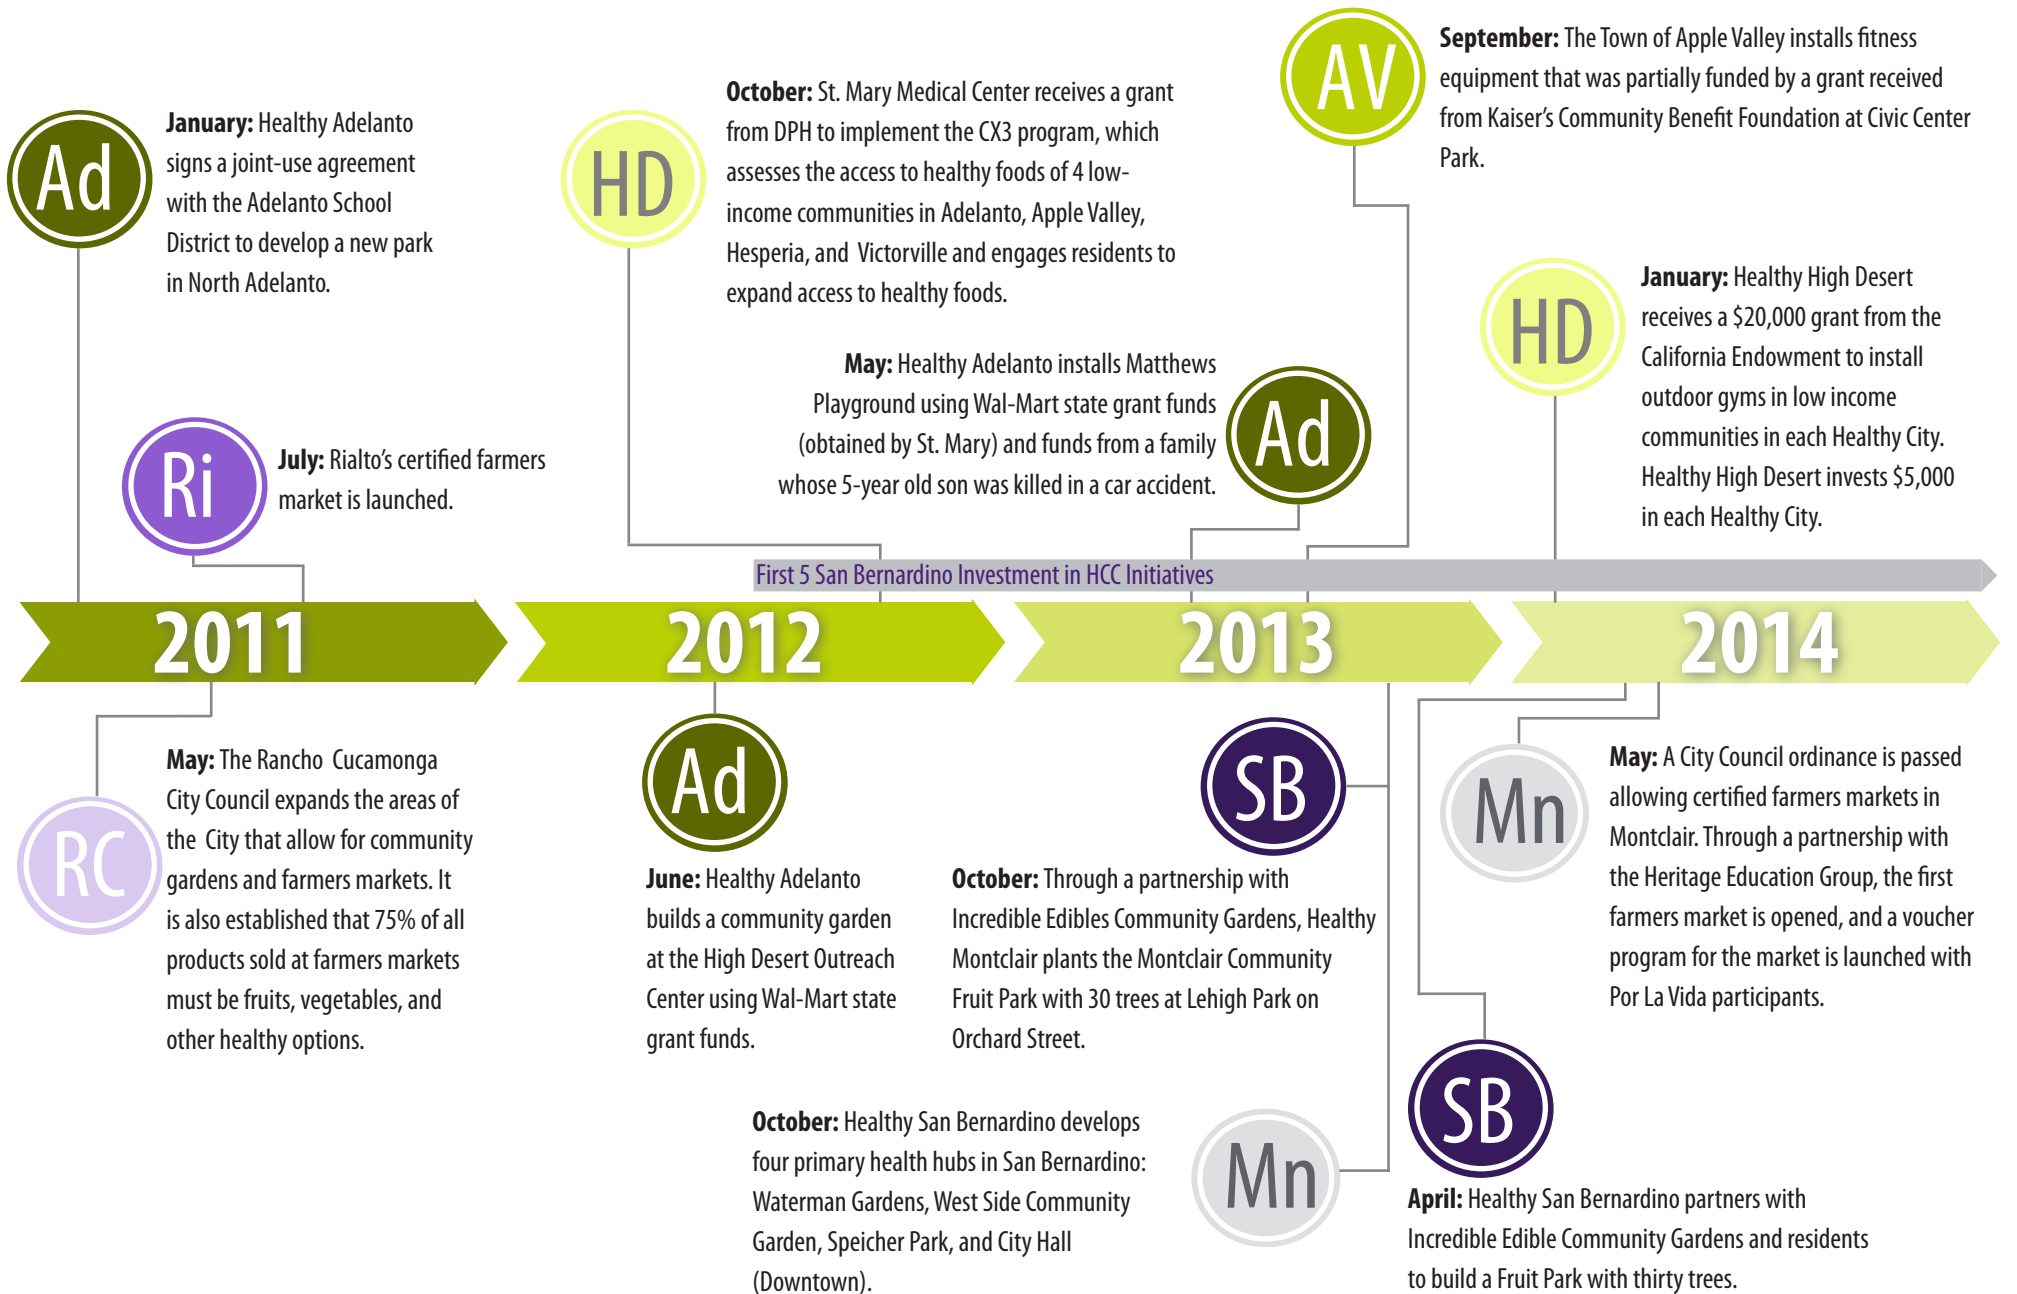 Ad
January: Healthy Adelanto
signs a joint-use agreement
with the Adelanto School
District to develop a new park
in North Adelanto.
Ri
July: Rialto's certified farmers
market is launched.
HD
October: St. Mary Medical Center receives a grant
from DPH to implement the CX3 program, which
assesses the access to healthy foods of 4 low-
income communities in Adelanto, Apple Valley,
Hesperia, and Victorville and engages residents to
expand access to healthy foods.
May: Healthy Adelanto installs Matthews
Playground using Wal-Mart state grant funds
(obtained by St. Mary) and funds from a family
whose 5-year old son was killed in a car accident.
Ad
AV
September: The Town of Apple Valley installs fitness
equipment that was partially funded by a grant received
from Kaiser's Community Benefit Foundation at Civic Center
Park.
HD
January: Healthy High Desert
receives a $20,000 grant from the
California Endowment to install
outdoor gyms in low income
communities in each Healthy City.
Healthy High Desert invests $5,000
in each Healthy City.
First 5 San Bernardino Investment in HCC Initiatives
2011
2012
2013
2014
RC
May: The Rancho Cucamonga
City Council expands the areas of
the City that allow for community
gardens and farmers markets. It
is also established that 75% of all
products sold at farmers markets
must be fruits, vegetables, and
other healthy options.
Ad
June: Healthy Adelanto
builds a community garden
at the High Desert Outreach
Center using Wal-Mart state
grant funds.
SB
October: Through a partnership with
Incredible Edibles Community Gardens, Healthy
Montclair plants the Montclair Community
Fruit Park with 30 trees at Lehigh Park on
Orchard Street.
October: Healthy San Bernardino develops
four primary health hubs in San Bernardino:
Waterman Gardens, West Side Community
Garden, Speicher Park, and City Hall
(Downtown).
Mn
Mn
May: A City Council ordinance is passed
allowing certified farmers markets in
Montclair. Through a partnership with
the Heritage Education Group, the first
farmers market is opened, and a voucher
program for the market is launched with
Por La Vida participants.
SB
April: Healthy San Bernardino partners with
Incredible Edible Community Gardens and residents
to build a Fruit Park with thirty trees.